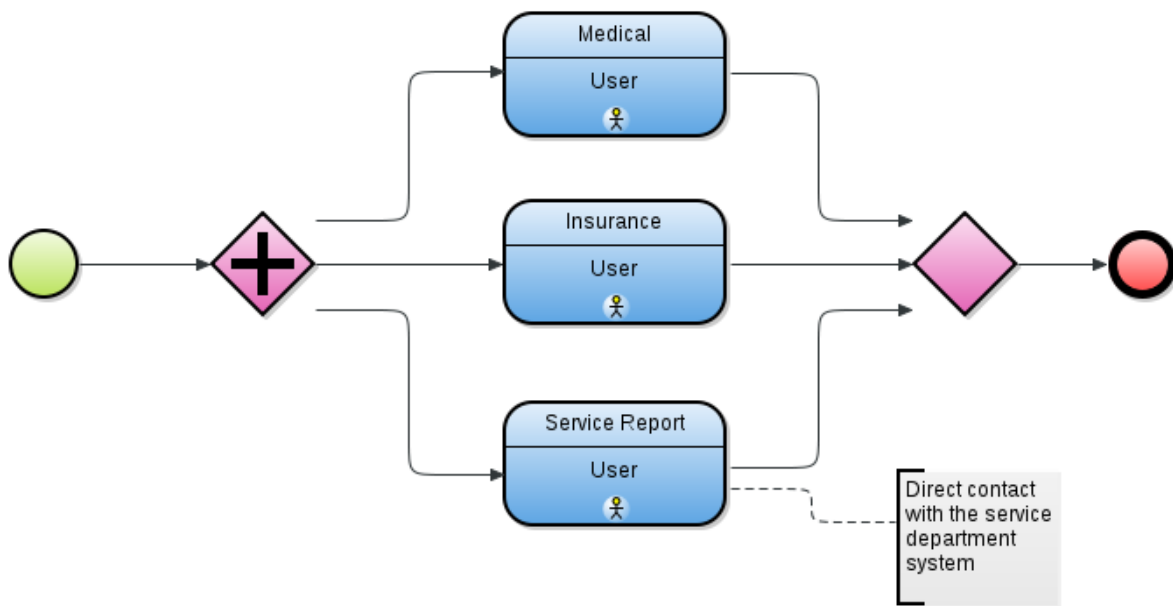 Medical
User
Insurance
User
Service Report
User
Direct contact
with the service
department
system